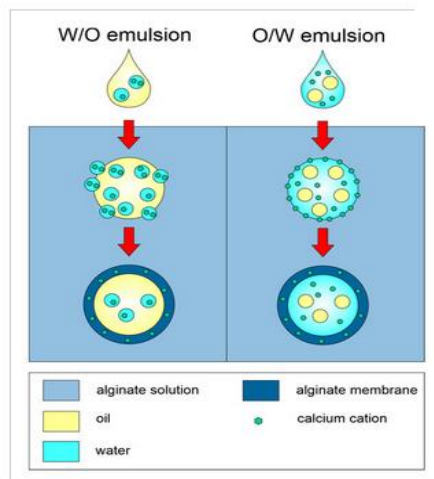 W/O emulsion
O/W emulsion
alginate solution
alginate membrane
oil
calcium cation
water